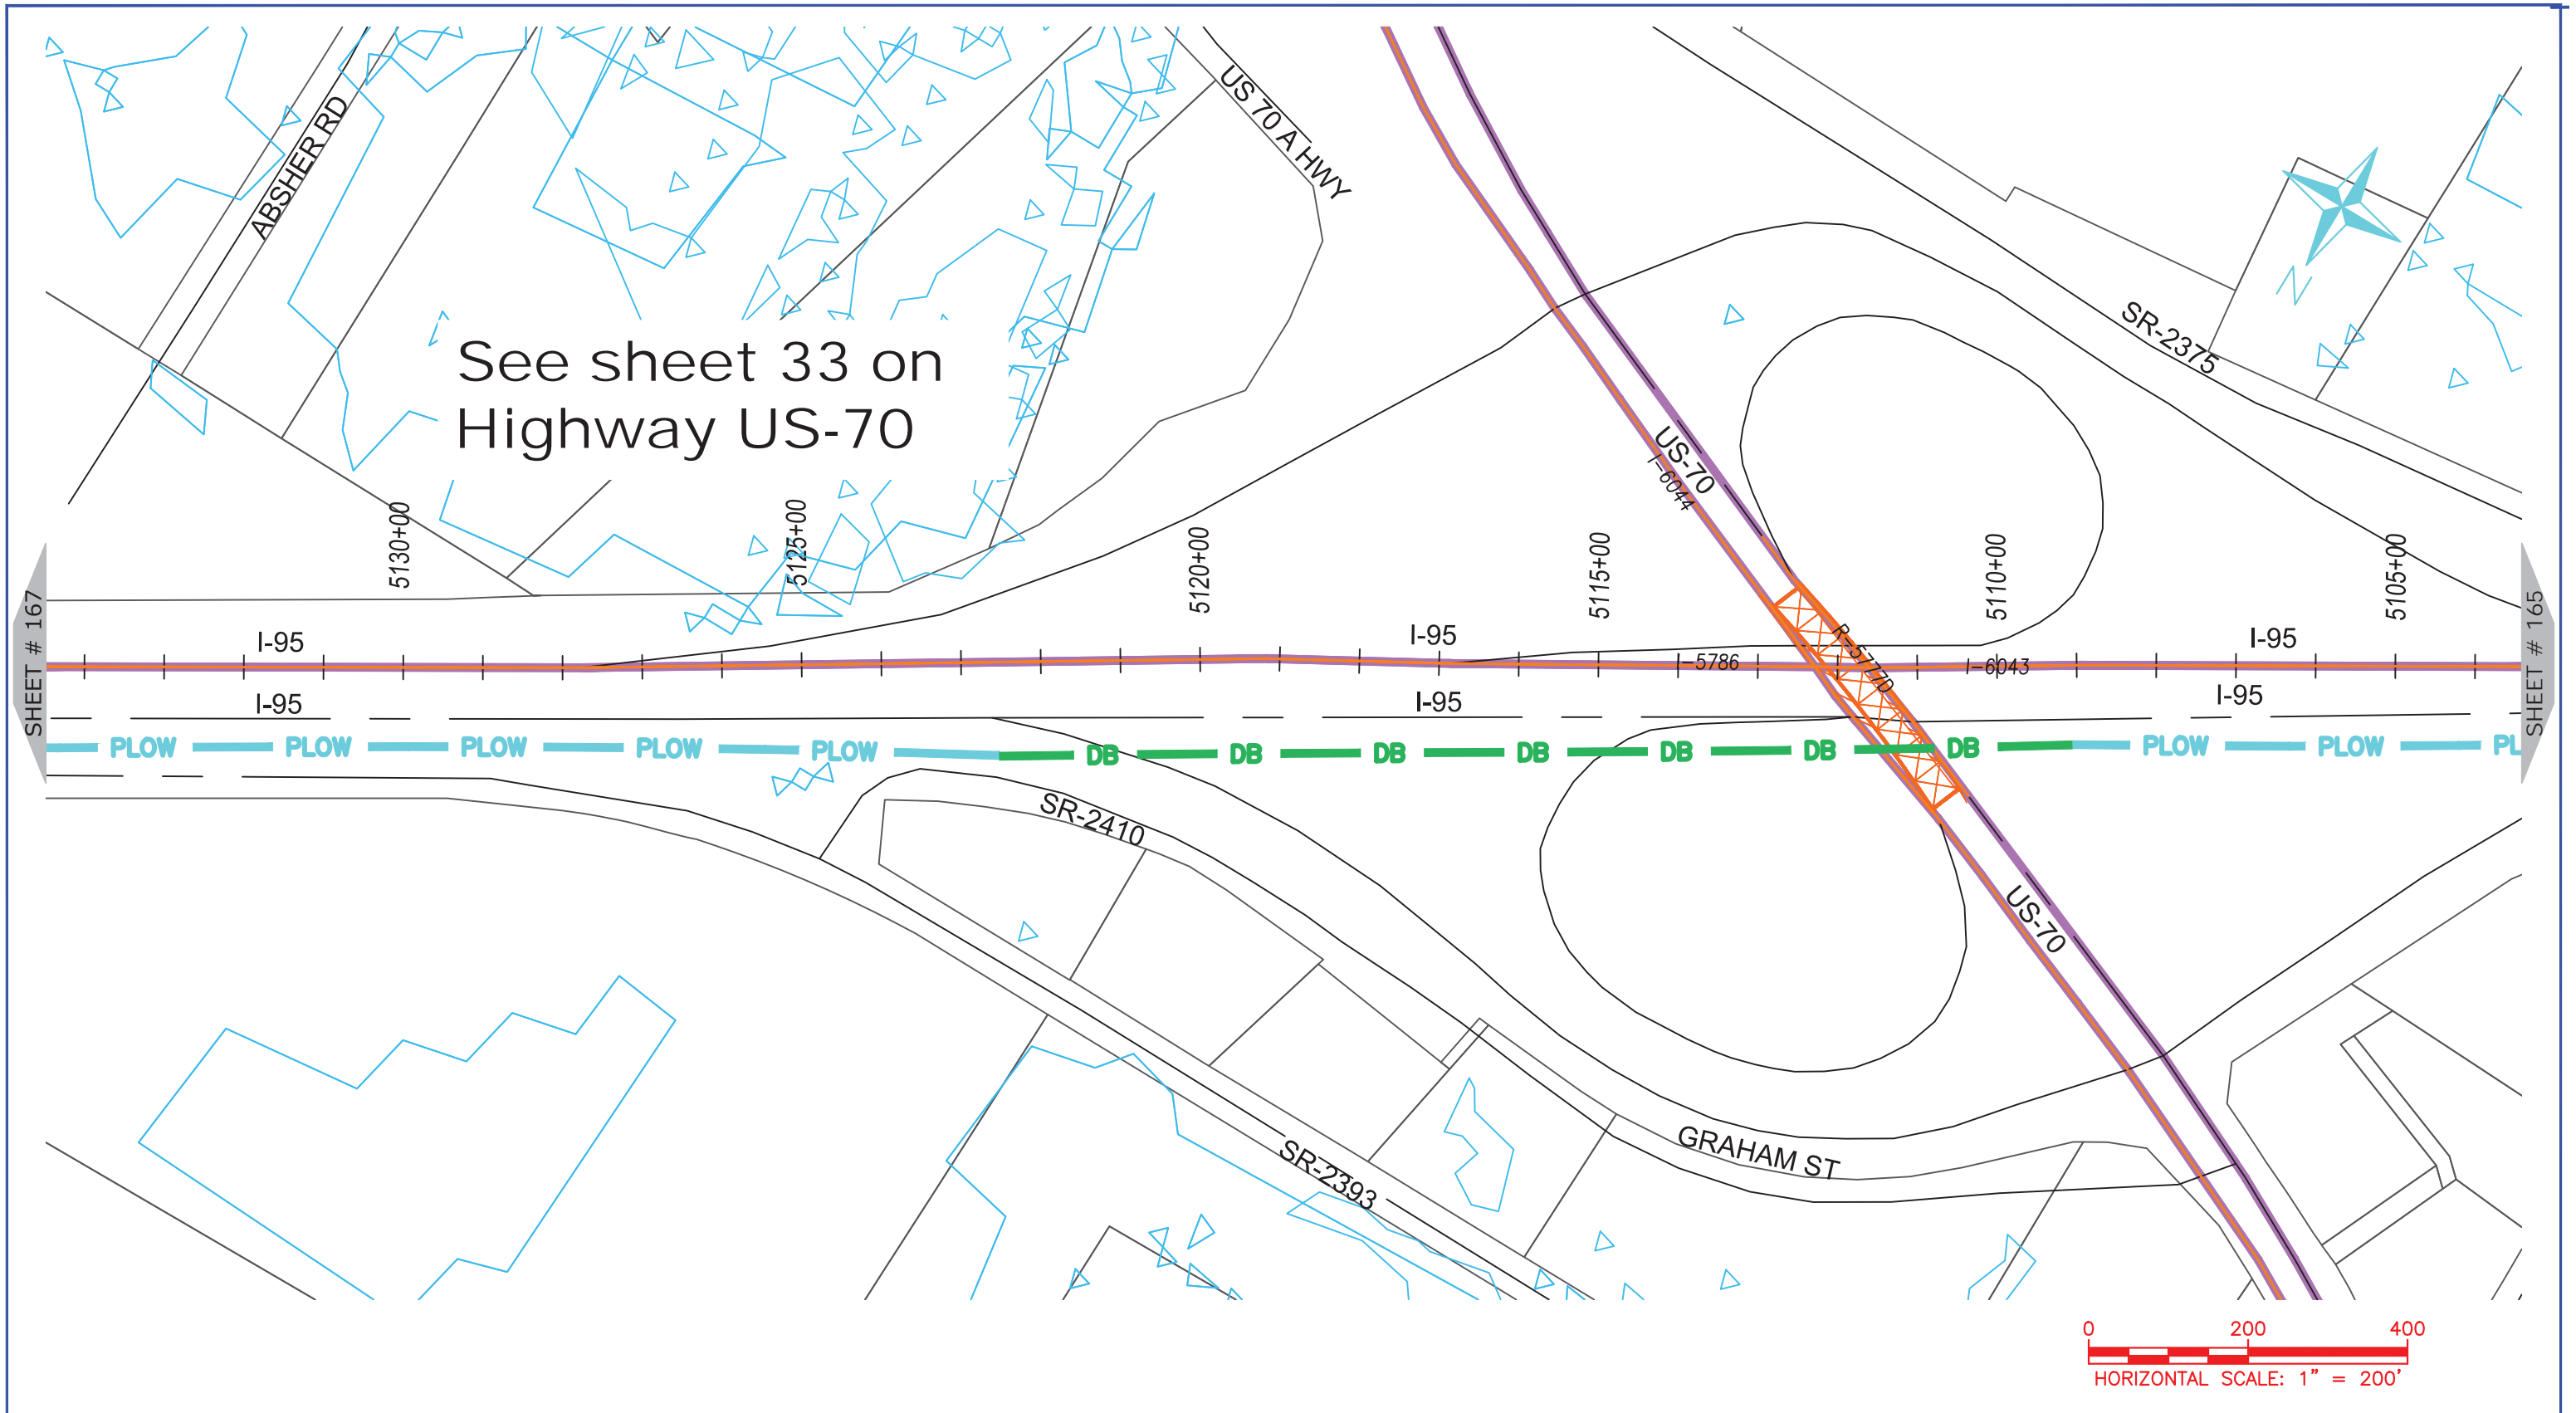 ABSHER RD
US 70 A HWY
See sheet 33 on
Highway US-70
N
SR-2375
US-70
I-6044
5130+00
5125+00
5120+00
5115+00
5110+00
5105+00
SHEET # 167
SHEET # 165
I-95
I-95
I-95
R-5777D
I-5786
I-6043
I-95
I-95
I-95
PLOW PLOW PLOW PLOW PLOW DB DB DB DB DB DB DB PLOW PLOW PL
SR-2410
US-70
GRAHAM ST
SR-2393
0 200 400
HORIZONTAL SCALE: 1" = 200'